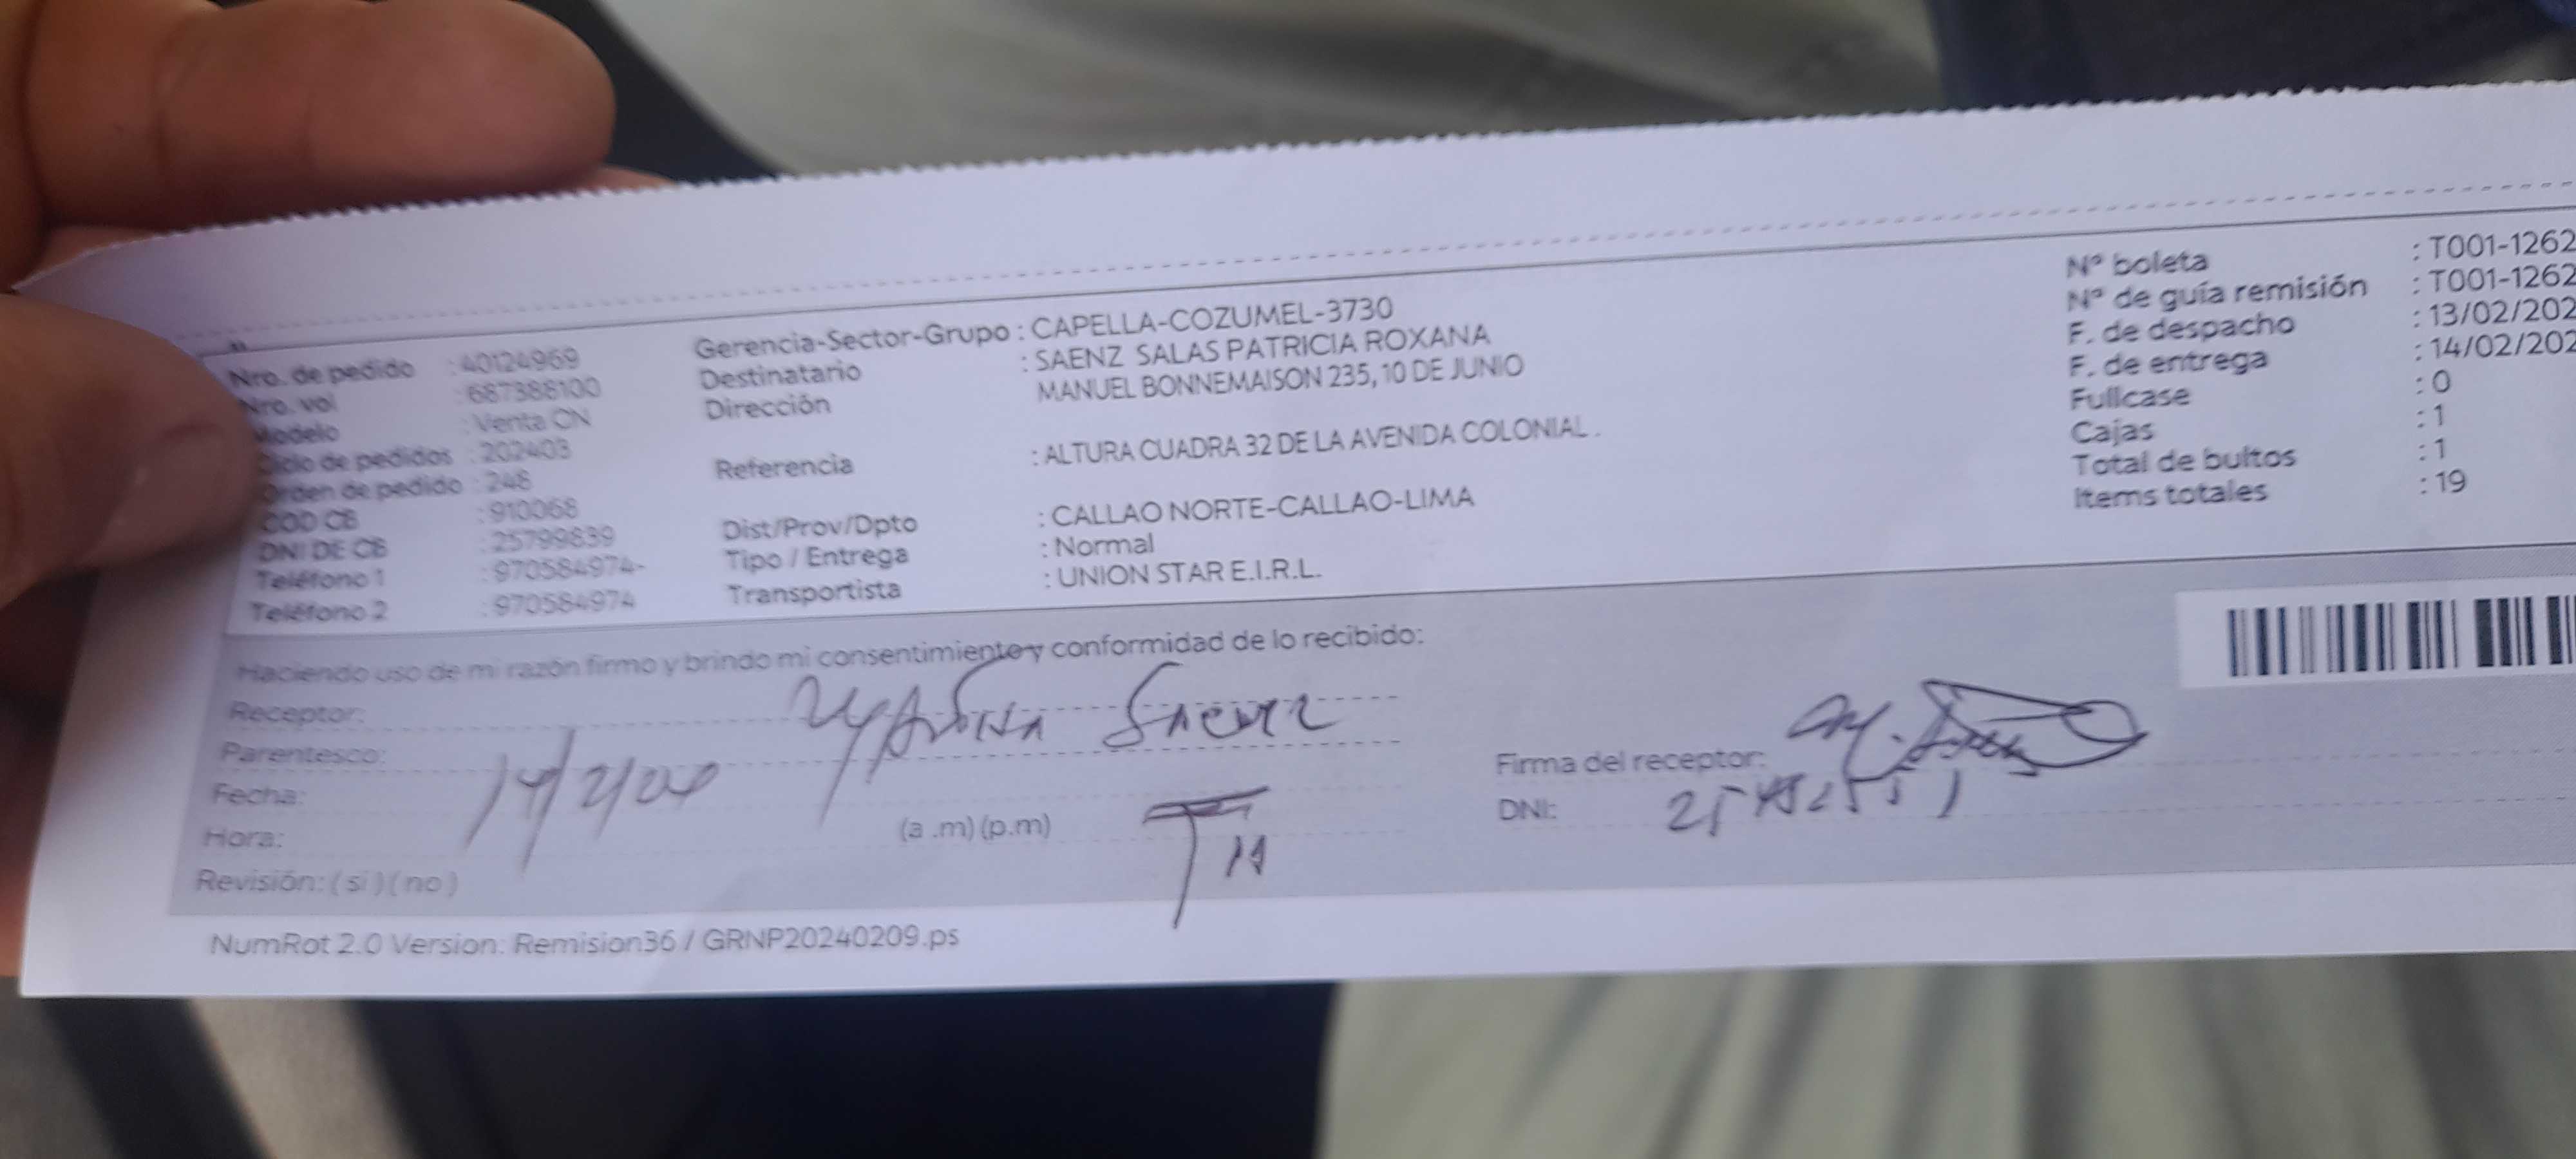 Nro. de pedido : 40124969
Nro. vol : 687388100
Modelo : Venta CN
Ciclo de pedidos : 202403
Orden de pedido : 248
COD CB : 910068
DNI DE CB : 25799839
Teléfono 1 : 970584974-
Teléfono 2 : 970584974
Gerencia-Sector-Grupo : CAPELLA-COZUMEL-3730
Destinatario : SAENZ SALAS PATRICIA ROXANA
Dirección MANUEL BONNEMAISON 235, 10 DE JUNIO
Referencia : ALTURA CUADRA 32 DE LA AVENIDA COLONIAL .
Dist/Prov/Dpto : CALLAO NORTE-CALLAO-LIMA
Tipo / Entrega : Normal
Transportista : UNION STAR E.I.R.L.
Nº boleta : T001-1262
Nº de guía remisión : T001-1262
F. de despacho : 13/02/202
F. de entrega : 14/02/202
Fullcase : 0
Cajas : 1
Total de bultos : 1
Items totales : 19
Haciendo uso de mi razón firmo y brindo mi consentimiento y conformidad de lo recibido:
Receptor: Saenz
Parentesco:
Fecha: 14/2/24
Hora: (a .m) (p.m)
Revisión: ( si ) ( no )
Firma del receptor:
DNI:
NumRot 2.0 Version: Remision36 / GRNP20240209.ps